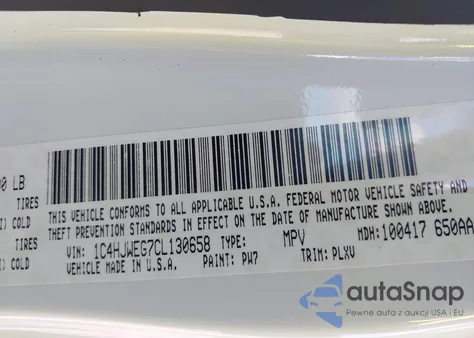 00 LB
TIRES
) COLD
TIRES
) COLD
THIS VEHICLE CONFORMS TO ALL APPLICABLE U.S.A. FEDERAL MOTOR VEHICLE SAFETY AND
THEFT PREVENTION STANDARDS IN EFFECT ON THE DATE OF MANUFACTURE SHOWN ABOVE.
VIN: 1C4HJWEG7CL130658 TYPE: MPV MDH:100417 650AA
VEHICLE MADE IN U.S.A. PAINT: PW7 TRIM: PLXV
autoSnap
Pewne auta z aukcji USA i EU